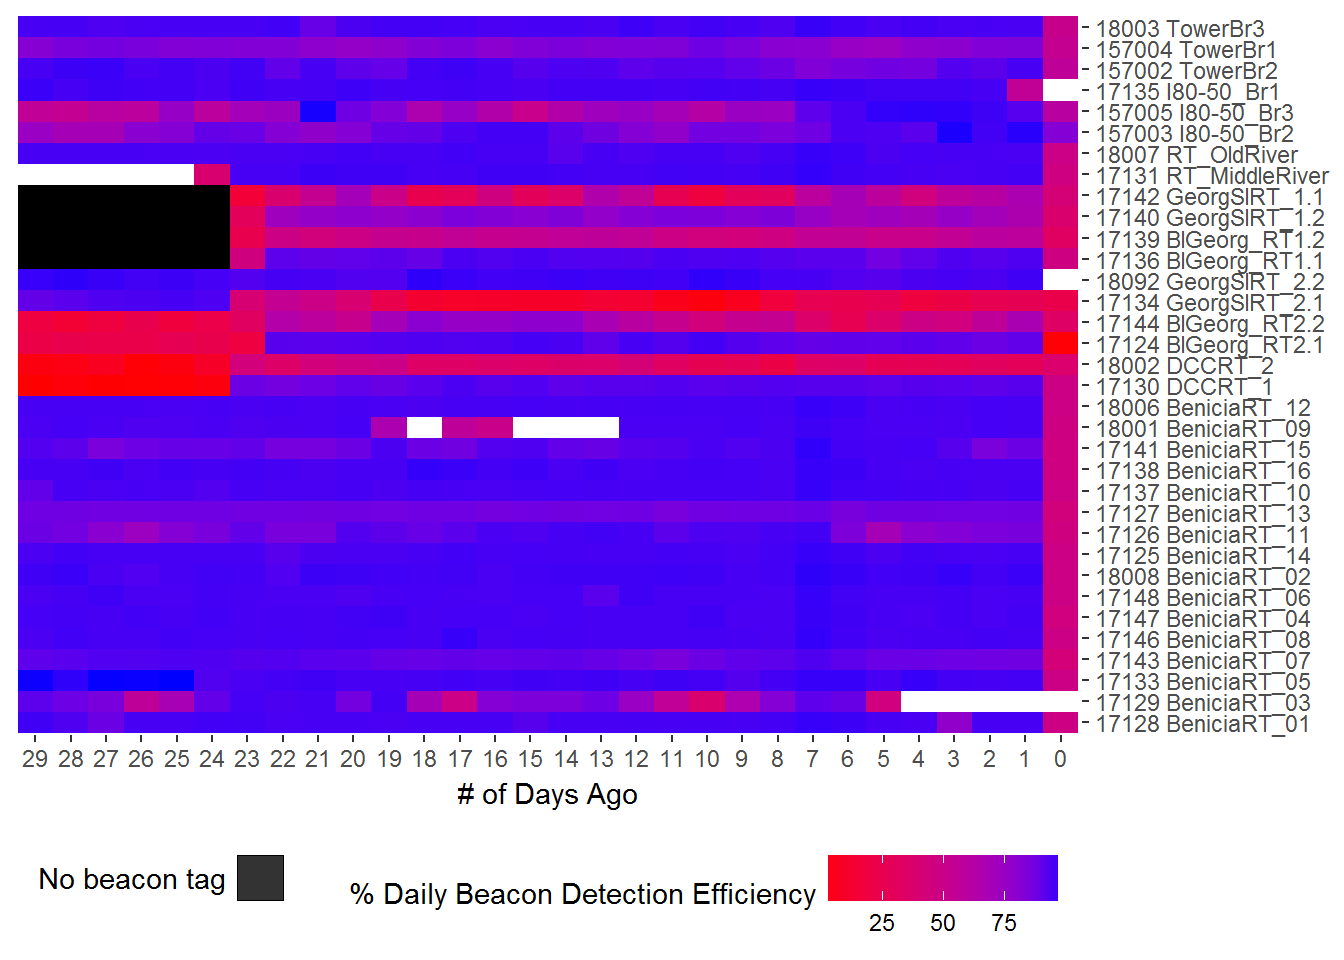 18003 TowerBr3
157004 TowerBr1
157002 TowerBr2
17135 I80-50_Br1
157005 I80-50_Br3
157003 I80-50_Br2
18007 RT_OldRiver
17131 RT_MiddleRiver
17142 GeorgSlRT_1.1
17140 GeorgSlRT_1.2
17139 BlGeorg_RT1.2
17136 BlGeorg_RT1.1
18092 GeorgSlRT_2.2
17134 GeorgSlRT_2.1
17144 BlGeorg_RT2.2
17124 BlGeorg_RT2.1
18002 DCCRT_2
17130 DCCRT_1
18006 BeniciaRT_12
18001 BeniciaRT_09
17141 BeniciaRT_15
17138 BeniciaRT_16
17137 BeniciaRT_10
17127 BeniciaRT_13
17126 BeniciaRT_11
17125 BeniciaRT_14
18008 BeniciaRT_02
17148 BeniciaRT_06
17147 BeniciaRT_04
17146 BeniciaRT_08
17143 BeniciaRT_07
17133 BeniciaRT_05
17129 BeniciaRT_03
17128 BeniciaRT_01
29 28 27 26 25 24 23 22 21 20 19 18 17 16 15 14 13 12 11 10 9 8 7 6 5 4 3 2 1 0
# of Days Ago
No beacon tag
% Daily Beacon Detection Efficiency
25 50 75